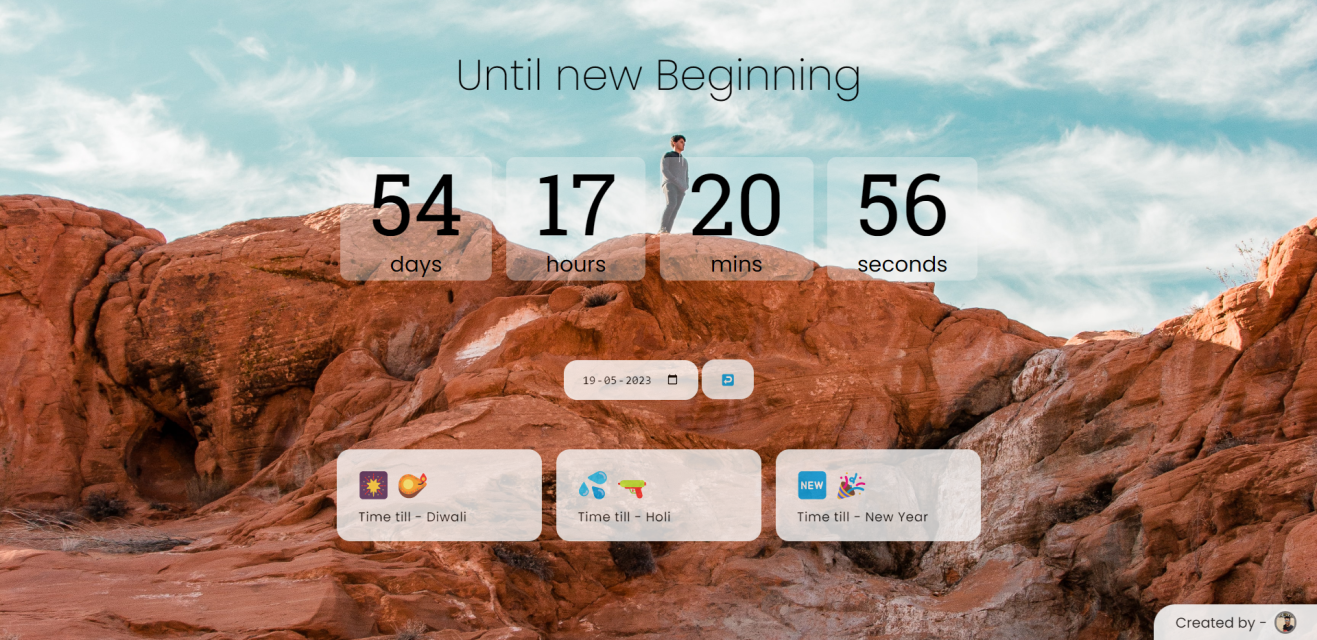 Until new Beginning
54 17 20 56
days hours mins seconds
19-05-2023
NEW
Time till - Diwali
Time till - Holi
Time till - New Year
Created by -